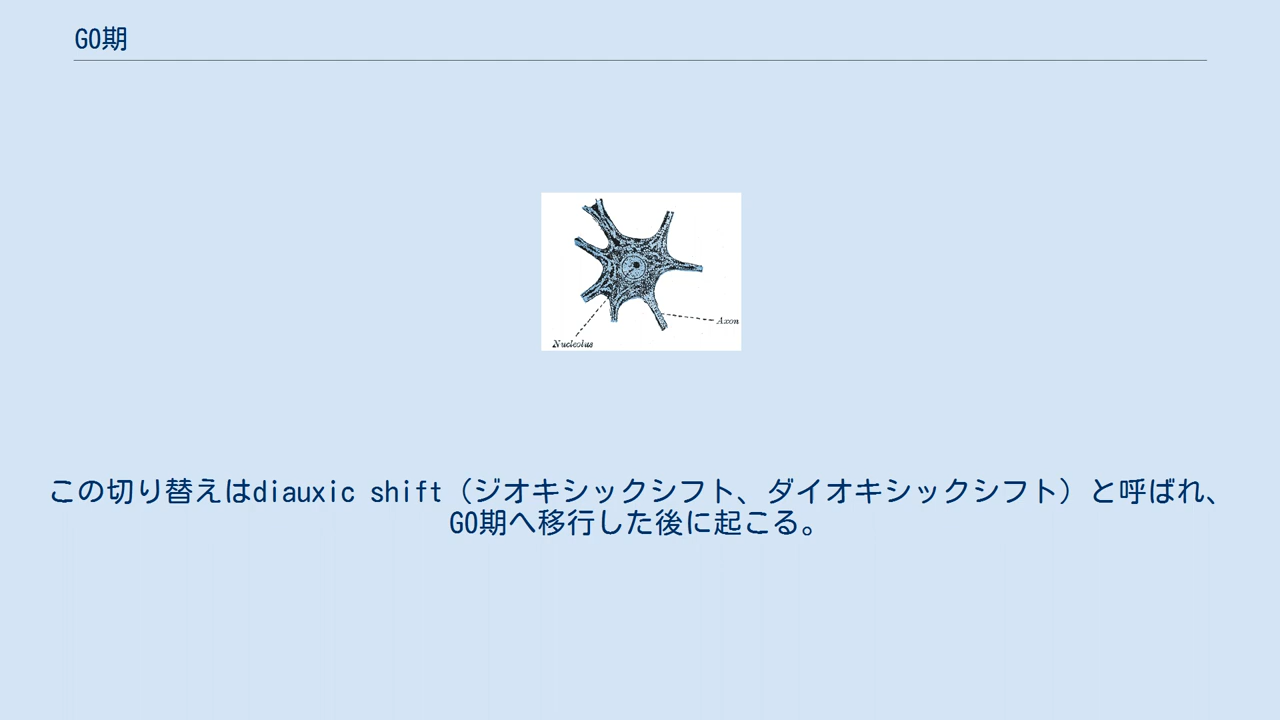 G0期
Axon
Nucleolus
この切り替えはdiauxic shift（ジオキシックシフト、ダイオキシックシフト）と呼ばれ、
G0期へ移行した後に起こる。